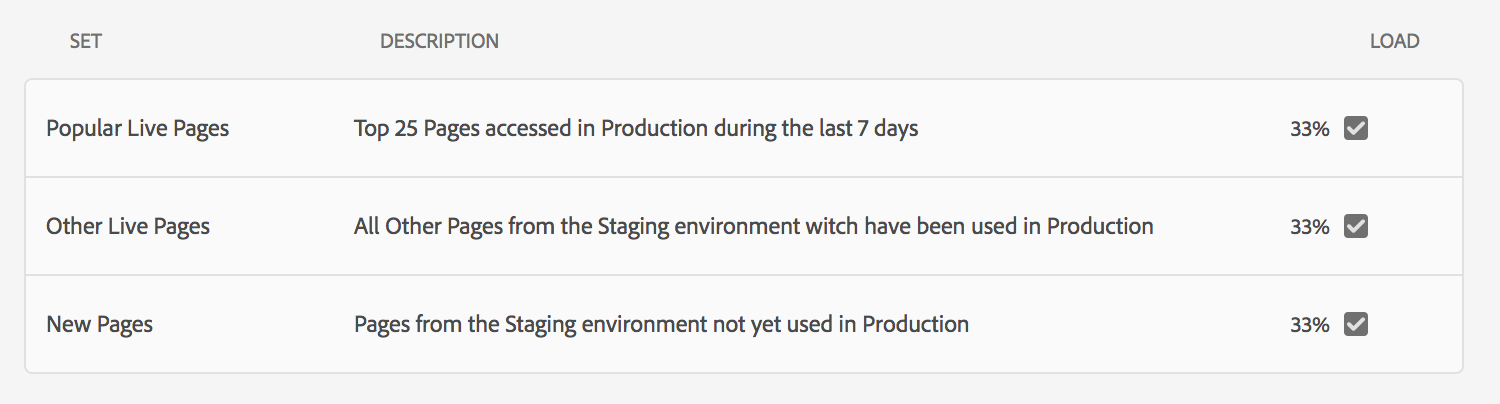 SET DESCRIPTION LOAD
Popular Live Pages Top 25 Pages accessed in Production during the last 7 days 33%
Other Live Pages All Other Pages from the Staging environment witch have been used in Production 33%
New Pages Pages from the Staging environment not yet used in Production 33%